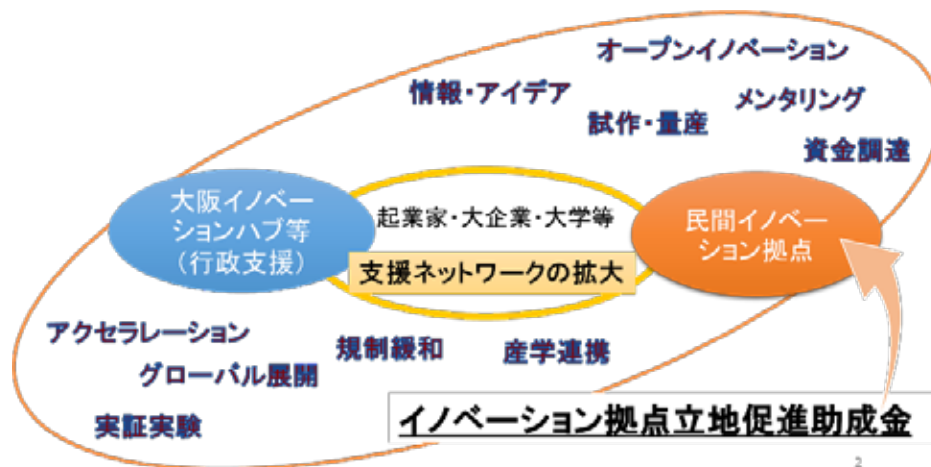 オープンイノベーション
情報・アイデア
メンタリング
試作・量産
資金調達
大阪イノベー
ションハブ等
（行政支援）
起業家・大企業・大学等
支援ネットワークの拡大
民間イノベー
ション拠点
アクセラレーション
規制緩和
産学連携
グローバル展開
実証実験
イノベーション拠点立地促進助成金
2